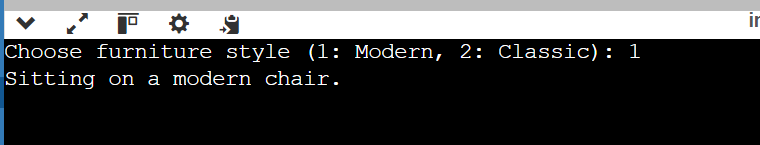 Choose furniture style (1: Modern, 2: Classic): 1
Sitting on a modern chair.